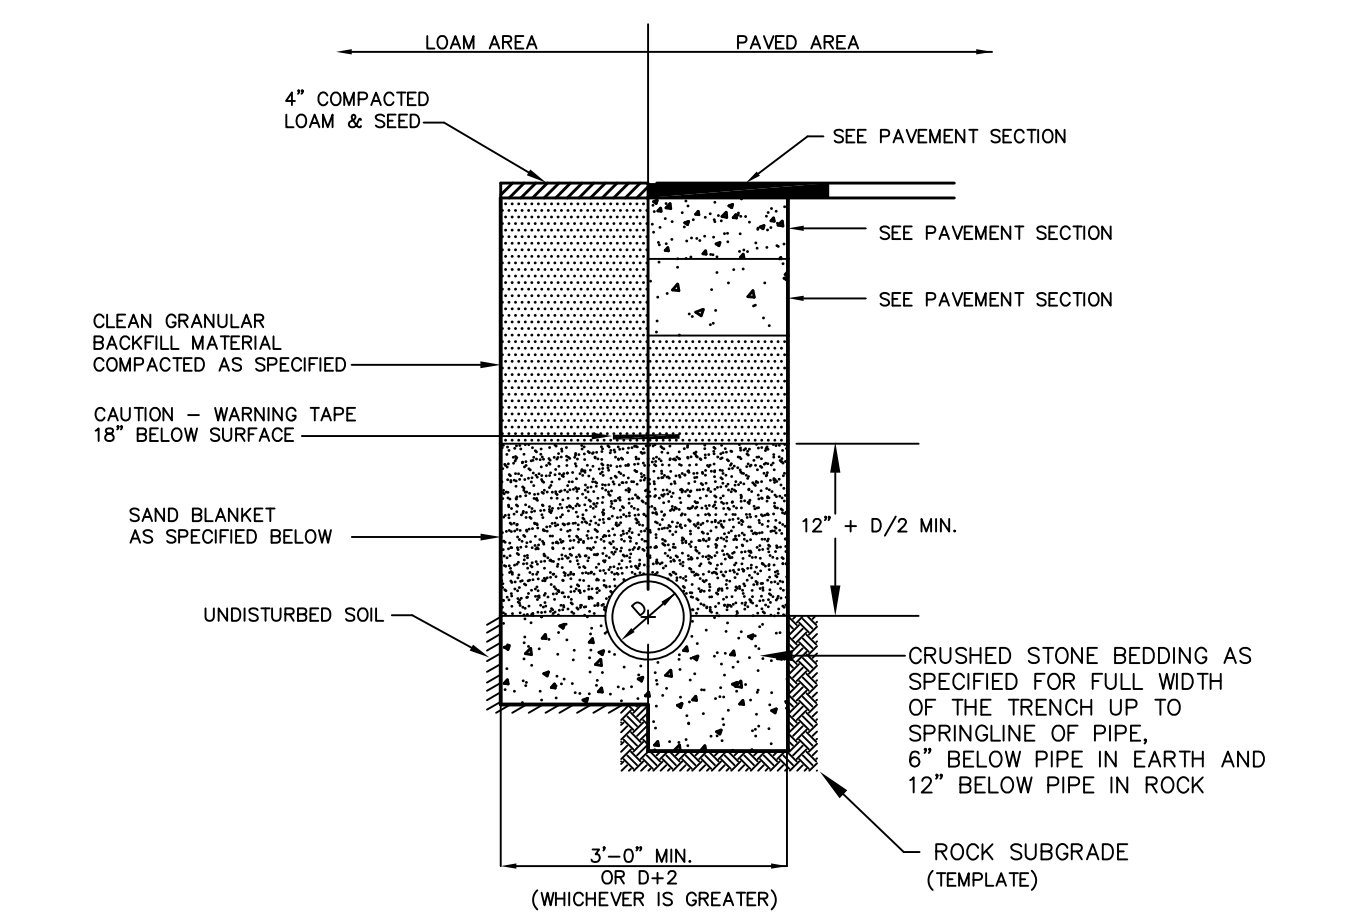 LOAM AREA
PAVED AREA
4" COMPACTED
LOAM & SEED
SEE PAVEMENT SECTION
SEE PAVEMENT SECTION
SEE PAVEMENT SECTION
CLEAN GRANULAR
BACKFILL MATERIAL
COMPACTED AS SPECIFIED
CAUTION – WARNING TAPE
18" BELOW SURFACE
SAND BLANKET
AS SPECIFIED BELOW
12" + D/2 MIN.
D
UNDISTURBED SOIL
CRUSHED STONE BEDDING AS
SPECIFIED FOR FULL WIDTH
OF THE TRENCH UP TO
SPRINGLINE OF PIPE,
6" BELOW PIPE IN EARTH AND
12" BELOW PIPE IN ROCK
ROCK SUBGRADE
(TEMPLATE)
3'–0" MIN.
OR D+2
(WHICHEVER IS GREATER)